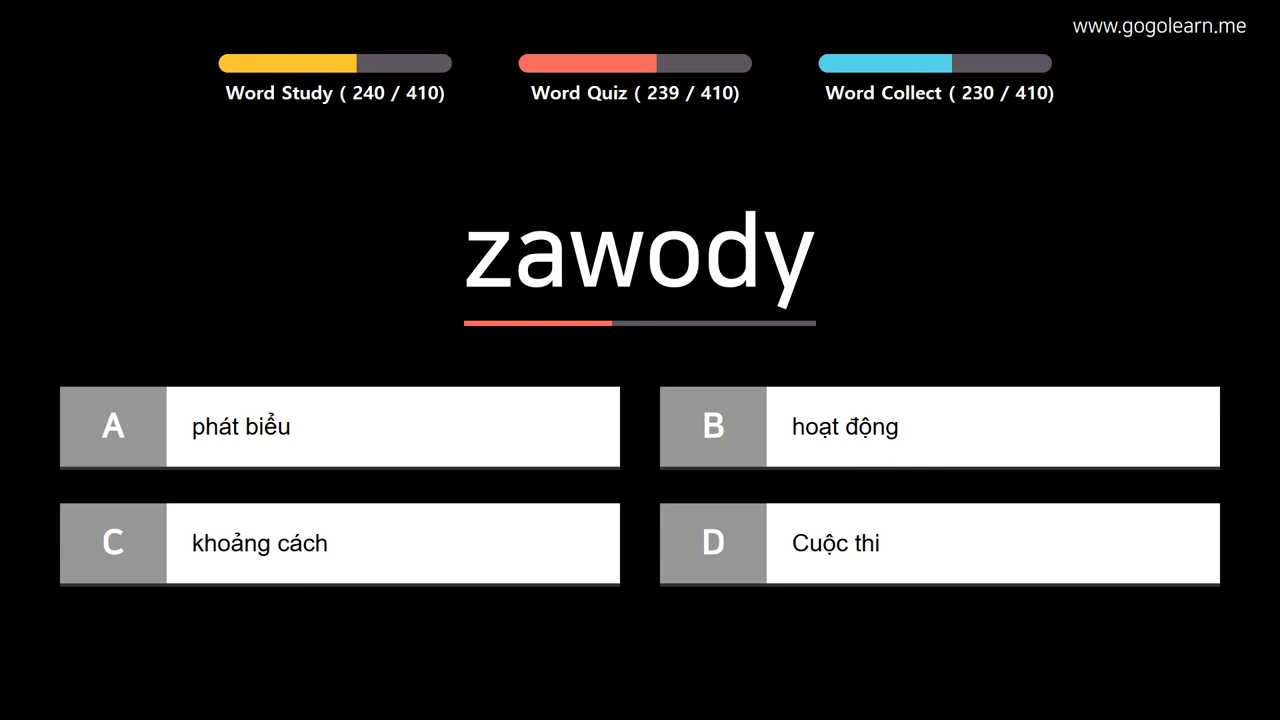 www.gogolearn.me
Word Study ( 240 / 410)
Word Quiz ( 239 / 410)
Word Collect ( 230 / 410)
zawody
A phát biểu
B hoạt động
C khoảng cách
D Cuộc thi